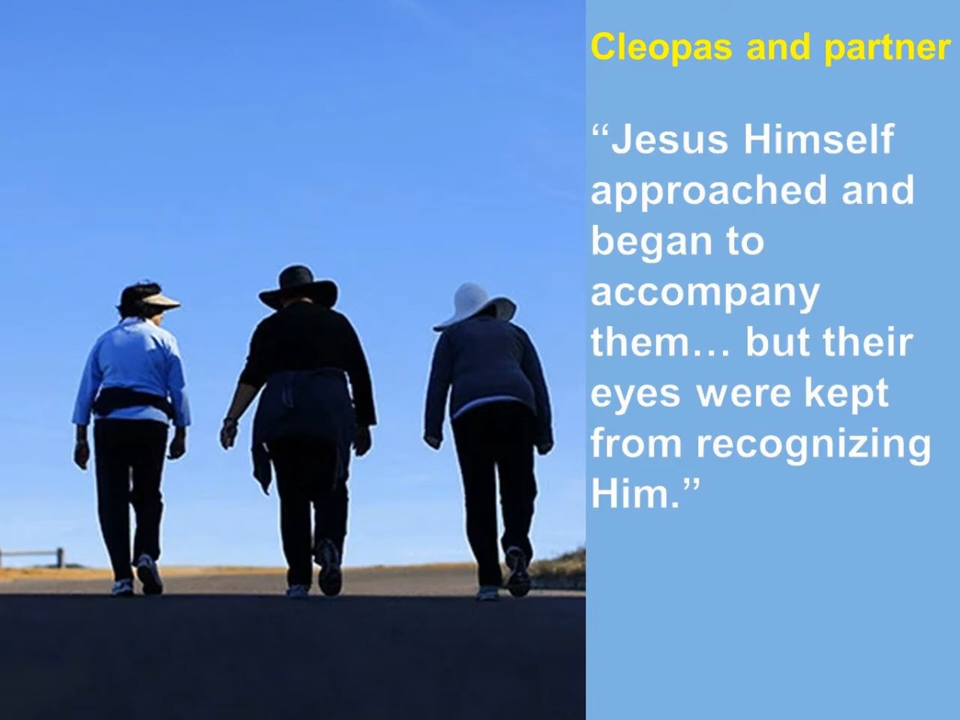 Cleopas and partner
“Jesus Himself
approached and
began to
accompany
them… but their
eyes were kept
from recognizing
Him.”